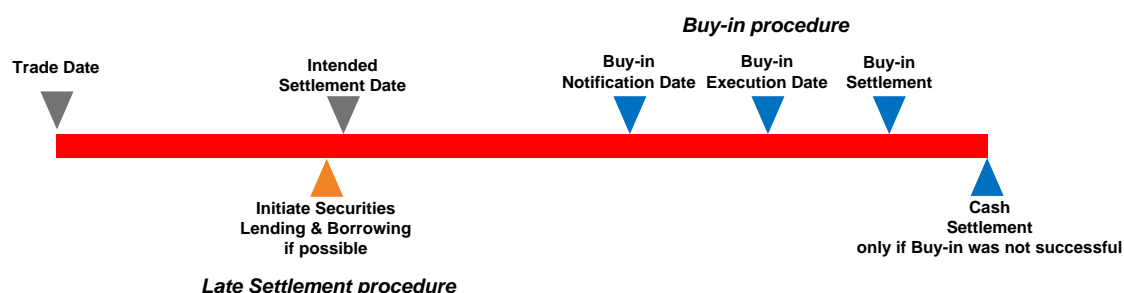 Buy-in procedure
Trade Date
Intended
Settlement Date
Buy-in
Notification Date
Buy-in
Execution Date
Buy-in
Settlement
Initiate Securities
Lending & Borrowing
if possible
Cash
Settlement
only if Buy-in was not successful
Late Settlement procedure